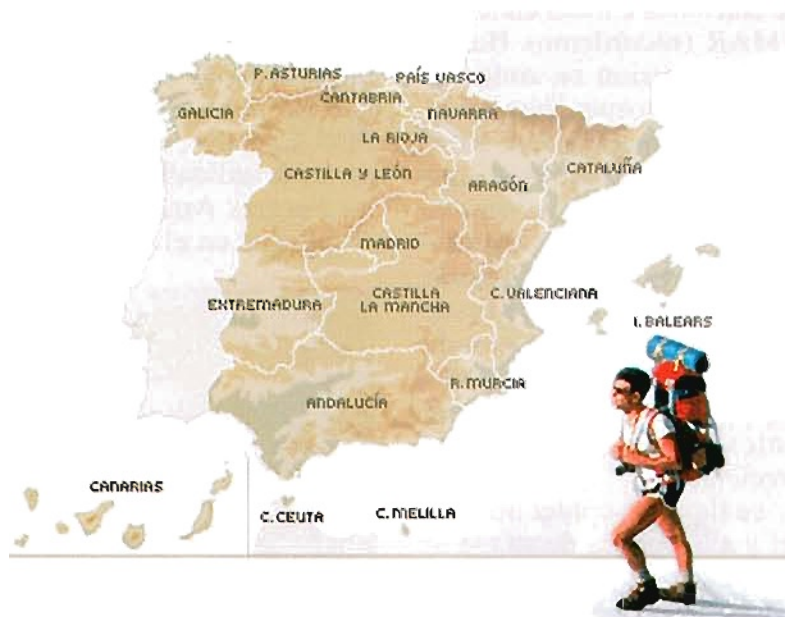 P. ASTURIAS
PAÍS VASCO
CANTABRIA
GALICIA
NAVARRA
LA RIOJA
CASTILLA Y LEÓN
ARAGÓN
CATALUÑA
MADRID
EXTREMADURA
CASTILLA
LA MANCHA
C. VALENCIANA
I. BALEARS
R. MURCIA
ANDALUCÍA
CANARIAS
C. CEUTA
C. MELILLA